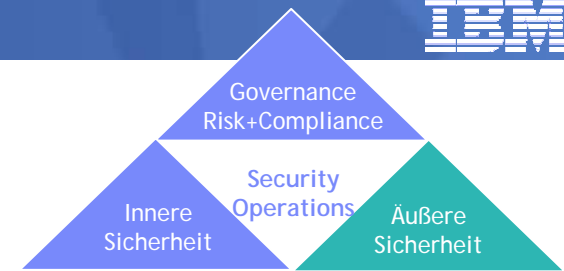 IBM
Governance
Risk+Compliance
Security
Operations
Innere
Sicherheit
Äußere
Sicherheit